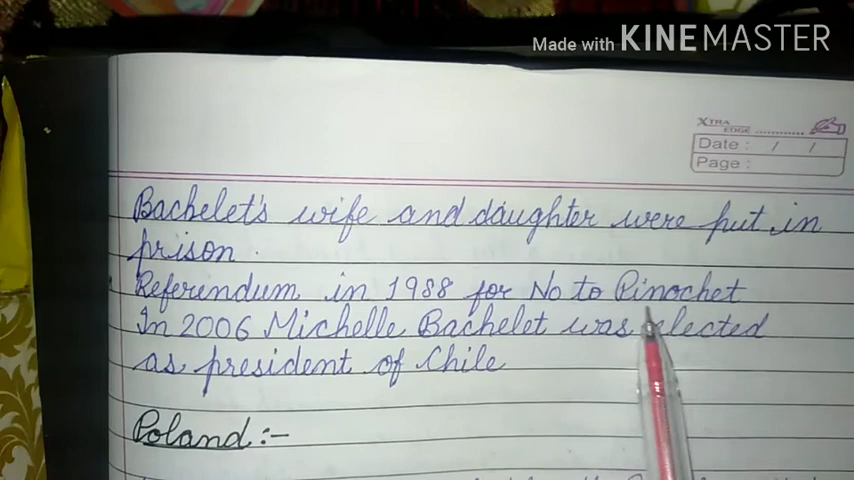 Made with KINEMASTER
XTRA EDGE ............
Date : / /
Page :
Bachelet's wife and daughter were put in
prison .
Referendum in 1988 for No to Pinochet
In 2006 Michelle Bachelet was elected
as president of Chile
Poland :-